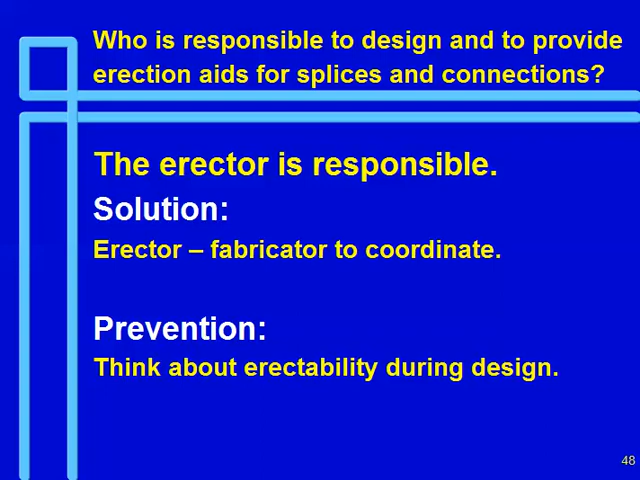 Who is responsible to design and to provide
erection aids for splices and connections?
The erector is responsible.
Solution:
Erector – fabricator to coordinate.
Prevention:
Think about erectability during design.
48